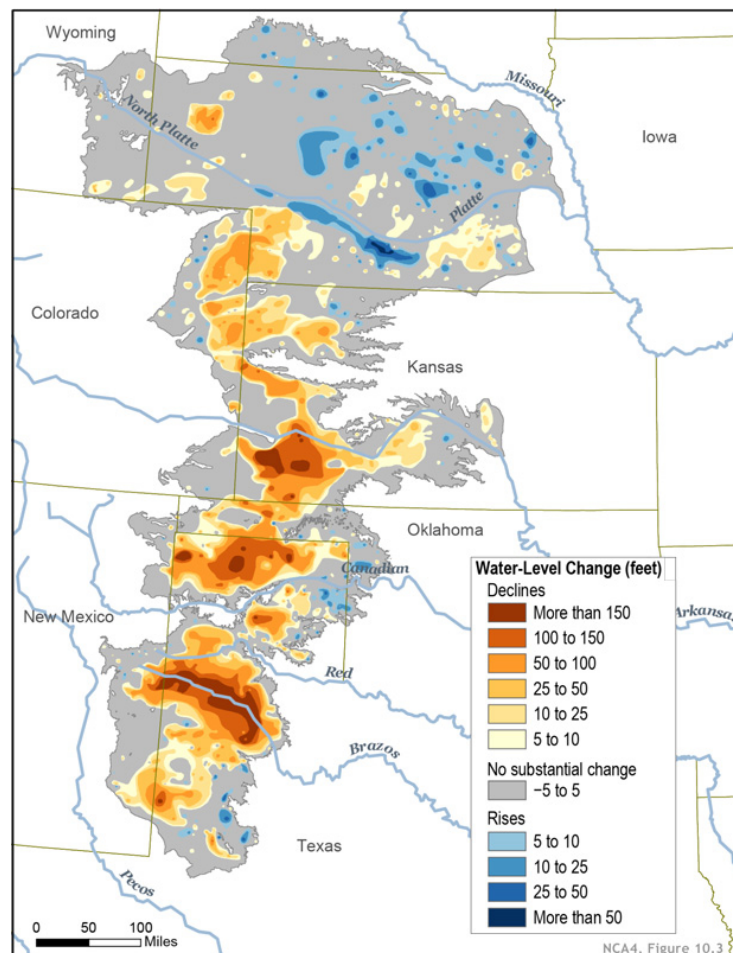 Wyoming
Missouri
North Platte
Iowa
Platte
Colorado
Kansas
Oklahoma
Canadian
New Mexico
Arkansas
Red
Brazos
Texas
Pecos
Water-Level Change (feet)
Declines
More than 150
100 to 150
50 to 100
25 to 50
10 to 25
5 to 10
No substantial change
−5 to 5
Rises
5 to 10
10 to 25
25 to 50
More than 50
0 50 100
Miles
NCA4, Figure 10.3